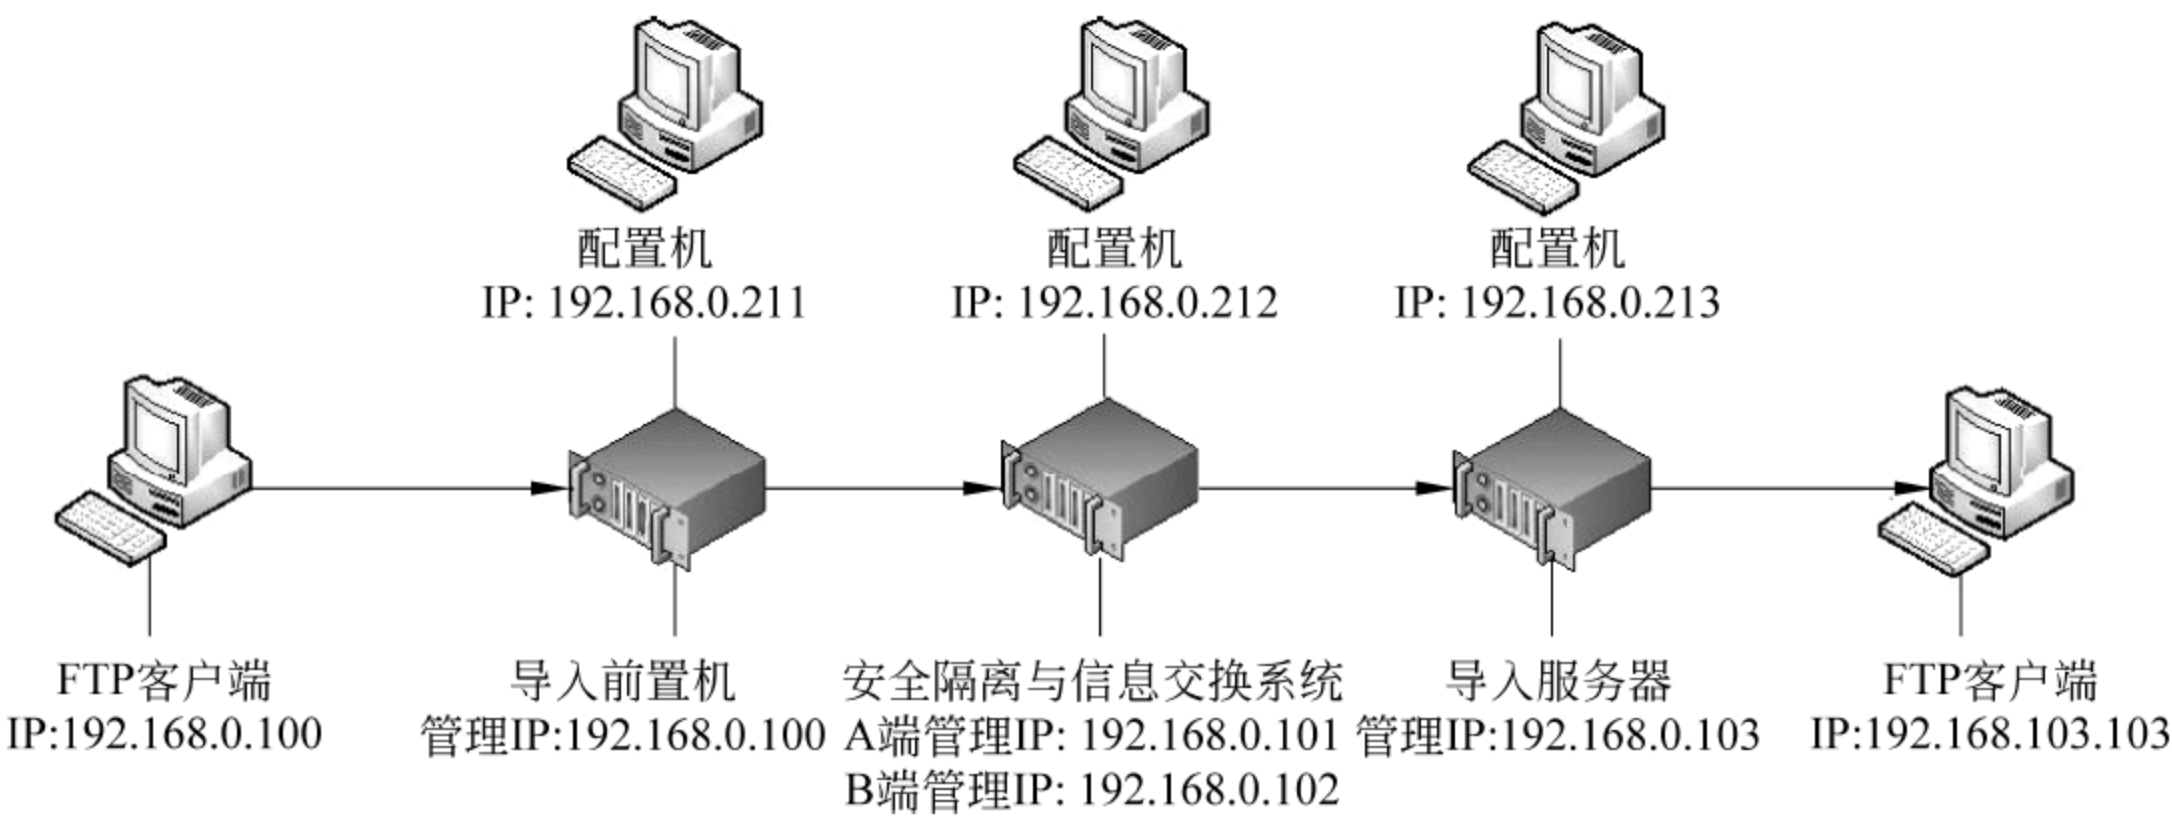 配置机
IP: 192.168.0.211
配置机
IP: 192.168.0.212
配置机
IP: 192.168.0.213
FTP客户端
IP:192.168.0.100
导入前置机
管理IP:192.168.0.100
安全隔离与信息交换系统
A端管理IP: 192.168.0.101
B端管理IP: 192.168.0.102
导入服务器
管理IP:192.168.0.103
FTP客户端
IP:192.168.103.103